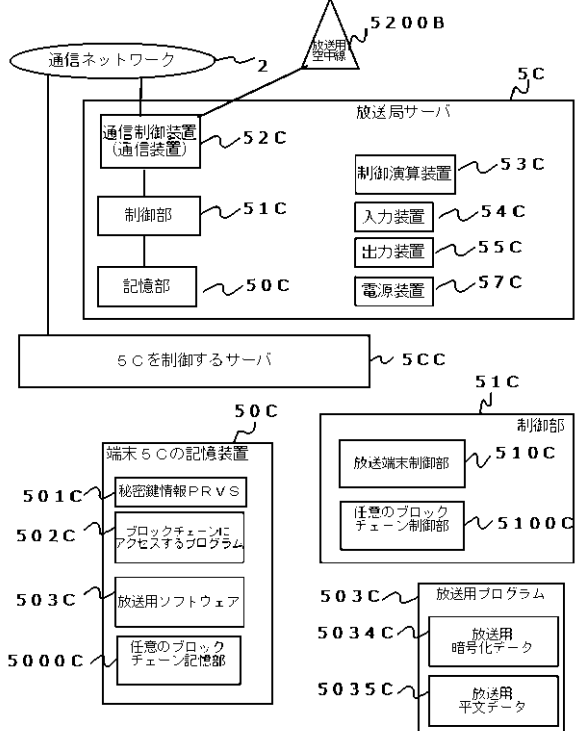 5200B
放送用
空中線
通信ネットワーク
2
5C
放送局サーバ
通信制御装置
(通信装置)
52C
制御演算装置
53C
制御部
51C
入力装置
54C
出力装置
55C
記憶部
50C
電源装置
57C
5Cを制御するサーバ
5CC
50C
端末5Cの記憶装置
501C
秘密鍵情報PRVS
502C
ブロックチェーンに
アクセスするプログラム
503C
放送用ソフトウェア
5000C
任意のブロック
チェーン記憶部
51C
制御部
放送端末制御部
510C
任意のブロック
チェーン制御部
5100C
503C
放送用プログラム
5034C
放送用
暗号化データ
5035C
放送用
平文データ